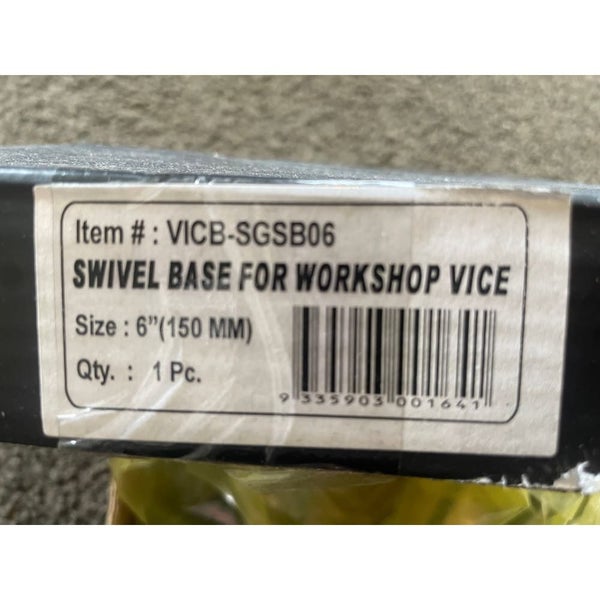 Item # : VICB-SGSB06
SWIVEL BASE FOR WORKSHOP VICE
Size : 6”(150 MM)
Qty. : 1 Pc.
9 335903 001641